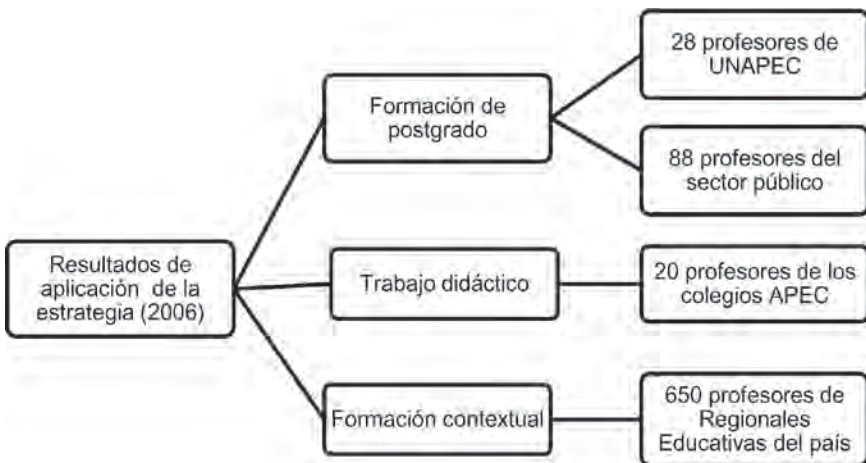 Resultados de
aplicación de la
estrategia (2006)
Formación de
postgrado
28 profesores de
UNAPEC
88 profesores del
sector público
Trabajo didáctico
20 profesores de los
colegios APEC
Formación contextual
650 profesores de
Regionales
Educativas del país